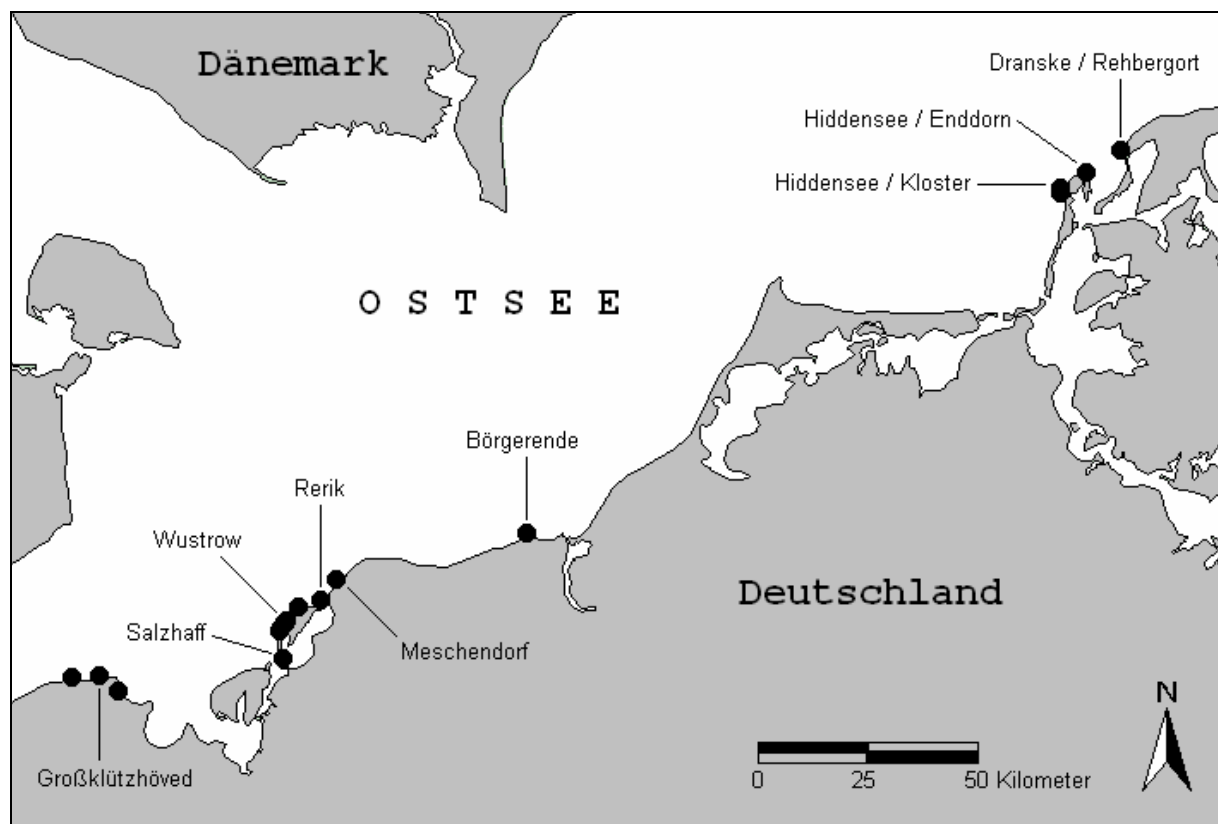 Dänemark
Dranske / Rehbergort
Hiddensee / Enddorn
Hiddensee / Kloster
O S T S E E
Börgerende
Rerik
Wustrow
Deutschland
Salzhaff
Meschendorf
N
Großklützhöved
0 25 50 Kilometer